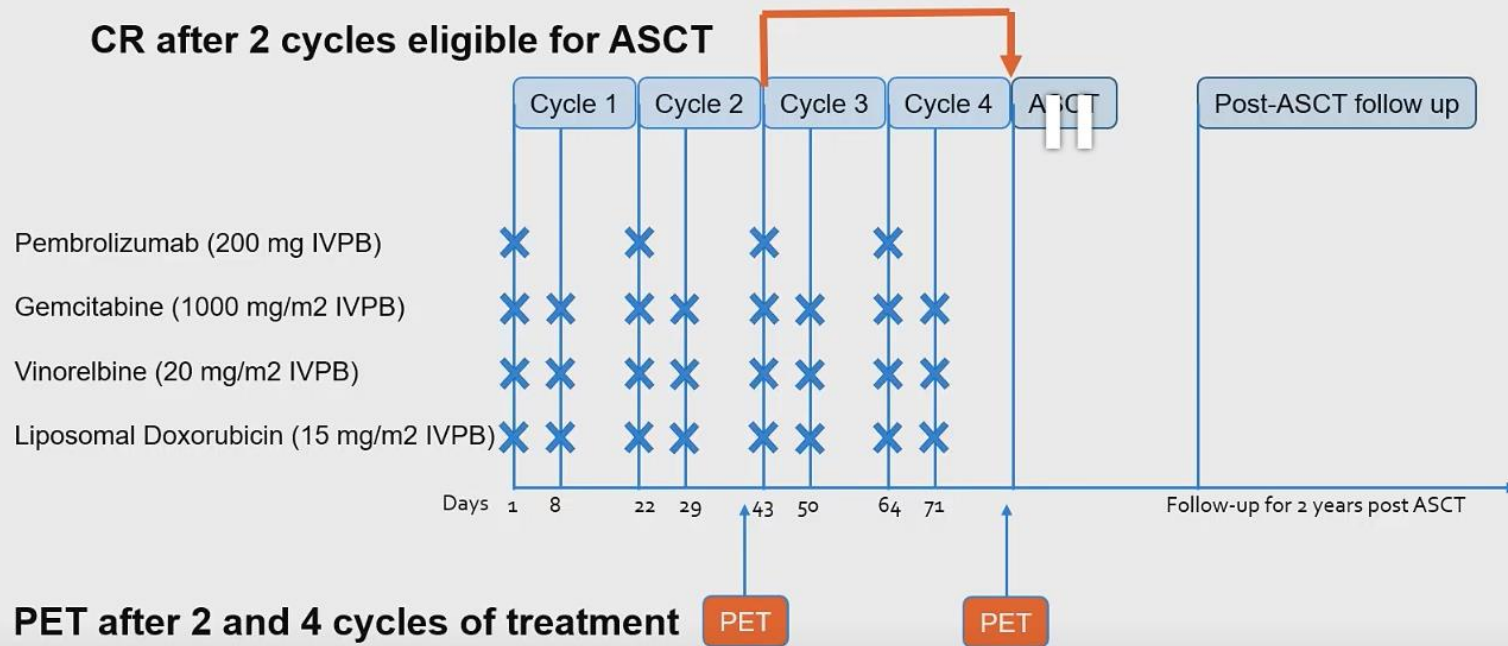 CR after 2 cycles eligible for ASCT
Cycle 1 Cycle 2 Cycle 3 Cycle 4 ASCT Post-ASCT follow up
Pembrolizumab (200 mg IVPB)
Gemcitabine (1000 mg/m2 IVPB)
Vinorelbine (20 mg/m2 IVPB)
Liposomal Doxorubicin (15 mg/m2 IVPB)
Days 1 8 22 29 43 50 64 71 Follow-up for 2 years post ASCT
PET after 2 and 4 cycles of treatment PET PET